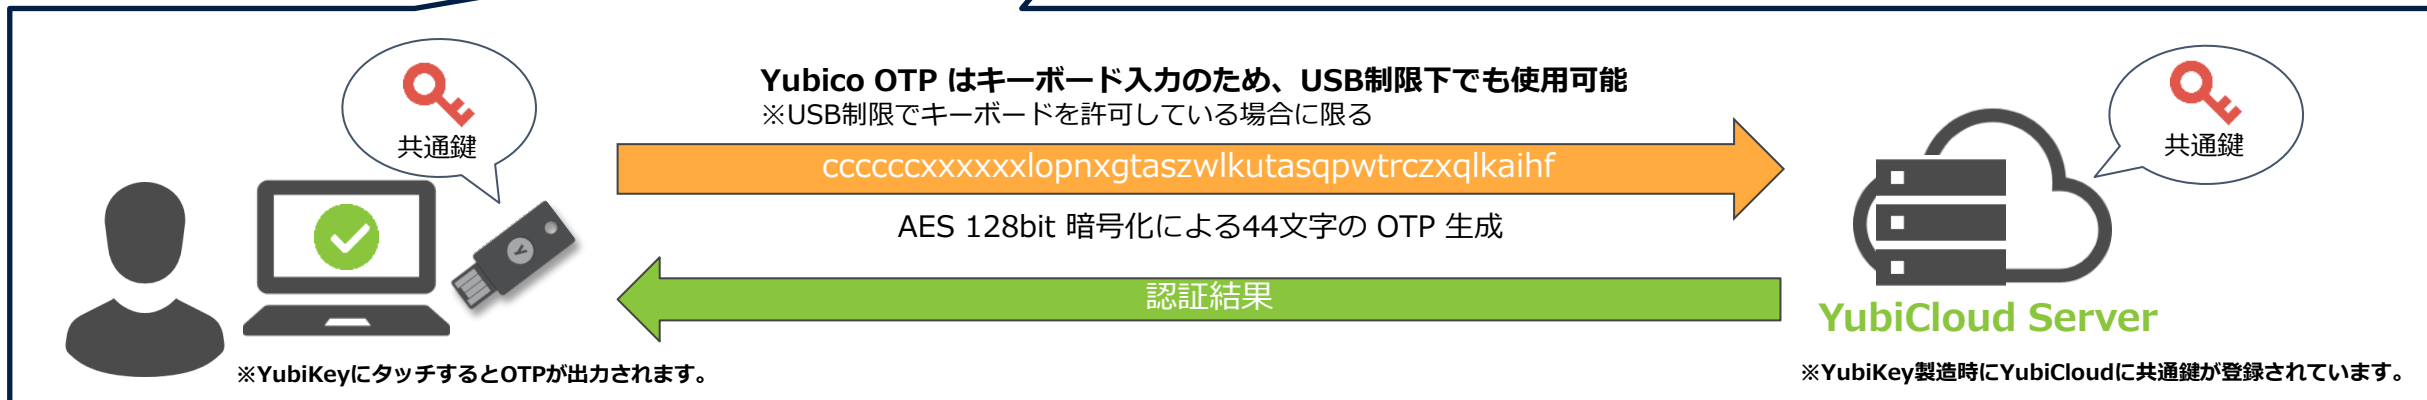 Yubico OTP はキーボード入力のため、USB制限下でも使用可能
※USB制限でキーボードを許可している場合に限る
共通鍵
共通鍵
ccccccxxxxxxlopnxgtaszwlkutasqpwtrczxqlkaihf
AES 128bit 暗号化による44文字の OTP 生成
認証結果
YubiCloud Server
※YubiKeyにタッチするとOTPが出力されます。
※YubiKey製造時にYubiCloudに共通鍵が登録されています。